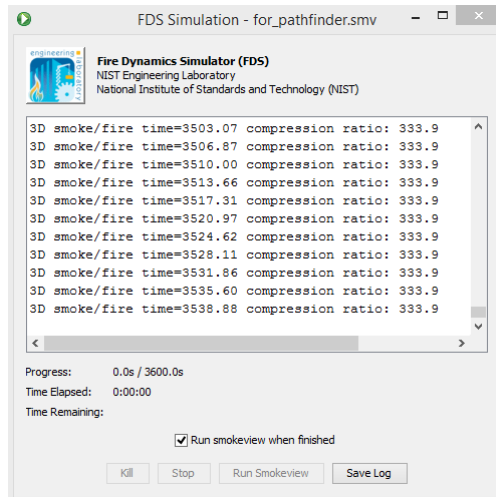 FDS Simulation - for_pathfinder.smv
engineering
laboratory
Fire Dynamics Simulator (FDS)
NIST Engineering Laboratory
National Institute of Standards and Technology (NIST)
3D smoke/fire time=3503.07 compression ratio: 333.9
3D smoke/fire time=3506.87 compression ratio: 333.9
3D smoke/fire time=3510.00 compression ratio: 333.9
3D smoke/fire time=3513.66 compression ratio: 333.9
3D smoke/fire time=3517.31 compression ratio: 333.9
3D smoke/fire time=3520.97 compression ratio: 333.9
3D smoke/fire time=3524.62 compression ratio: 333.9
3D smoke/fire time=3528.11 compression ratio: 333.9
3D smoke/fire time=3531.86 compression ratio: 333.9
3D smoke/fire time=3535.60 compression ratio: 333.9
3D smoke/fire time=3538.88 compression ratio: 333.9
Progress: 0.0s / 3600.0s
Time Elapsed: 0:00:00
Time Remaining:
Run smokeview when finished
Kill Stop Run Smokeview Save Log